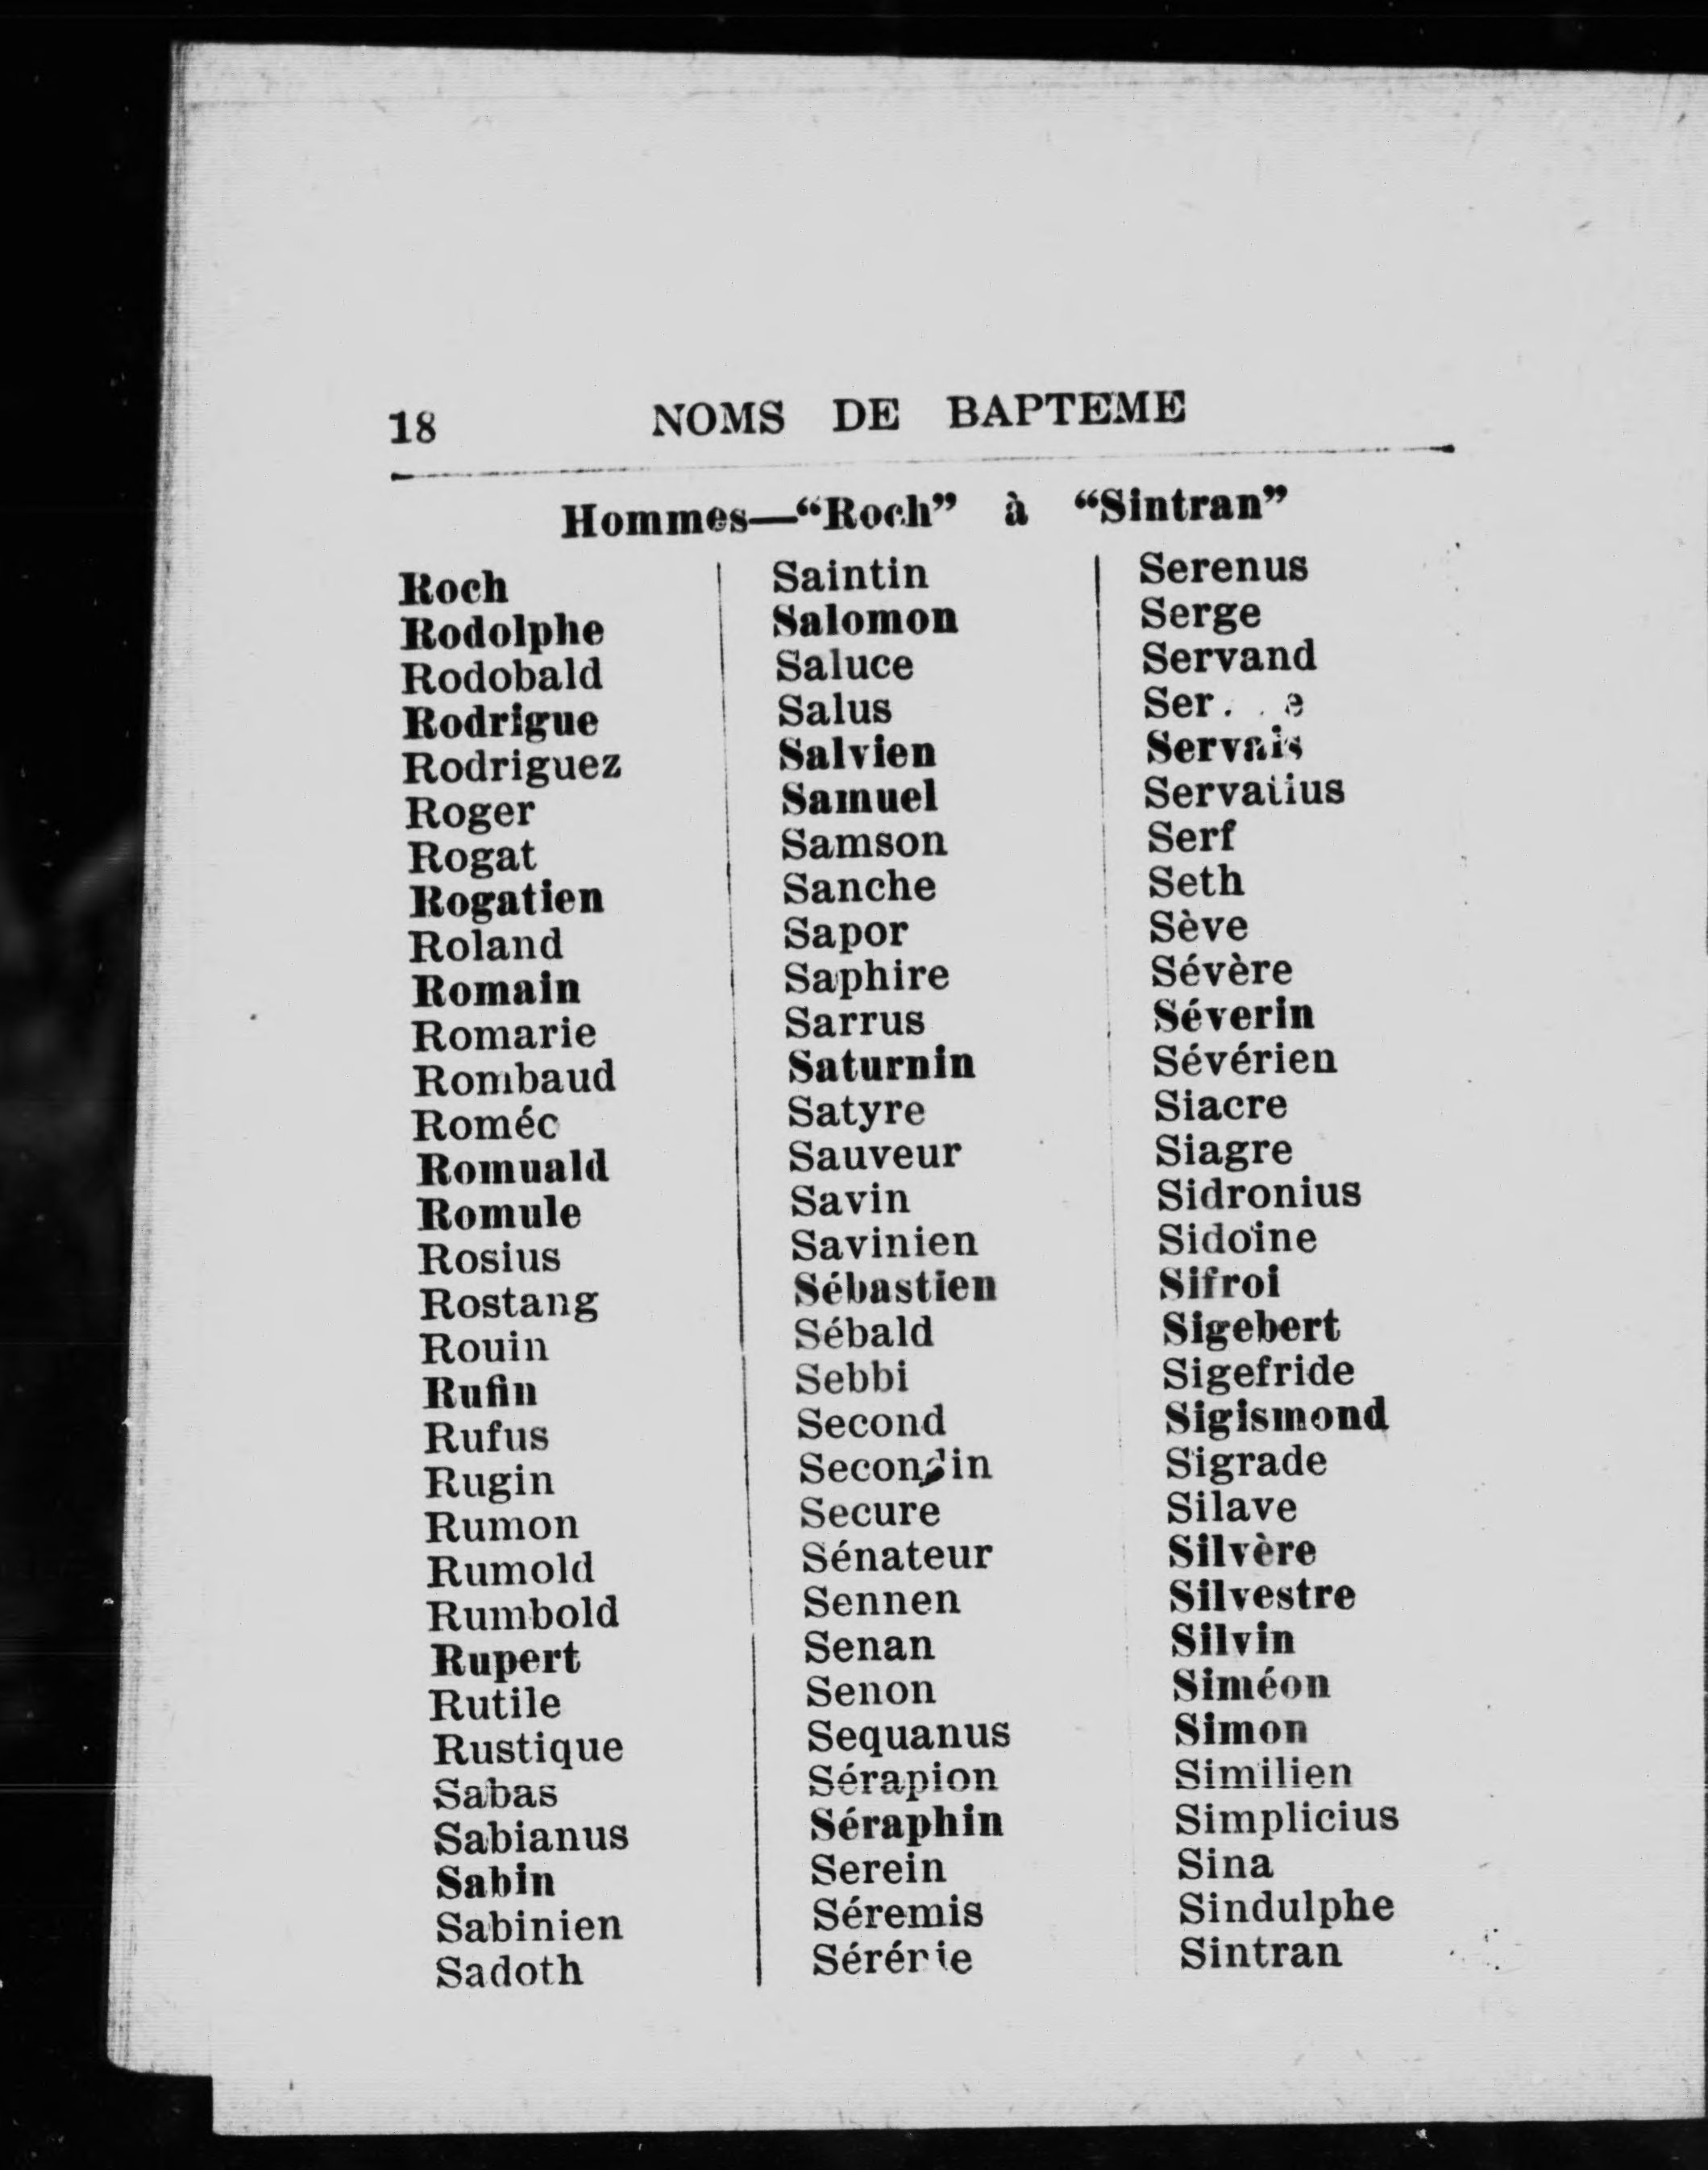 18 NOMS DE BAPTEME
Hommes—“Roch” à “Sintran”
Roch
Rodolphe
Rodobald
Rodrigue
Rodriguez
Roger
Rogat
Rogatien
Roland
Romain
Romarie
Rombaud
Roméc
Romuald
Romule
Rosius
Rostang
Rouin
Rufin
Rufus
Rugin
Rumon
Rumold
Rumbold
Rupert
Rutile
Rustique
Sabas
Sabianus
Sabin
Sabinien
Sadoth
Saintin
Salomon
Saluce
Salus
Salvien
Samuel
Samson
Sanche
Sapor
Saphire
Sarrus
Saturnin
Satyre
Sauveur
Savin
Savinien
Sébastien
Sébald
Sebbi
Second
Secondin
Secure
Sénateur
Sennen
Senan
Senon
Sequanus
Sérapion
Séraphin
Serein
Séremis
Serenus
Serge
Servand
Servais
Servatius
Serf
Seth
Sève
Sévère
Séverin
Sévérien
Siacre
Siagre
Sidronius
Sidoine
Sifroi
Sigebert
Sigefride
Sigismond
Sigrade
Silave
Silvère
Silvestre
Silvin
Siméon
Simon
Similien
Simplicius
Sina
Sindulphe
Sintran